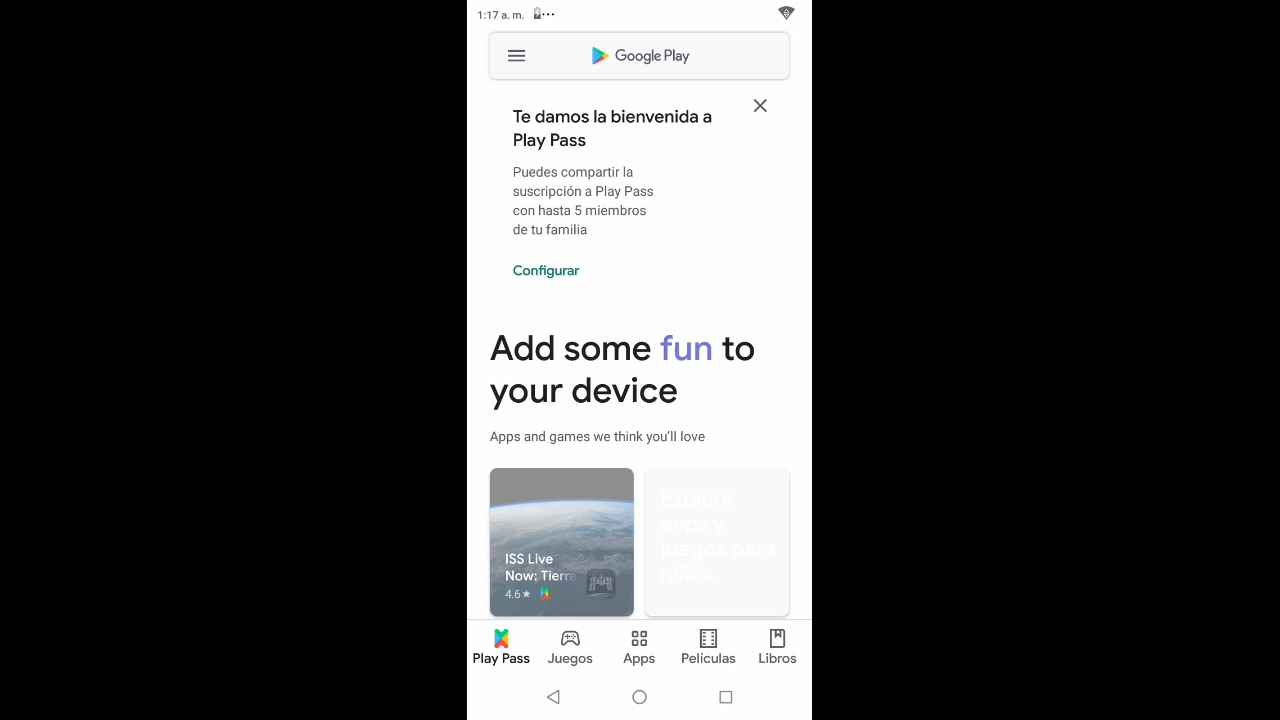 1:17 a. m.
Google Play
Te damos la bienvenida a
Play Pass
Puedes compartir la
suscripción a Play Pass
con hasta 5 miembros
de tu familia
Configurar
Add some fun to
your device
Apps and games we think you'll love
ISS Live
Now: Tierra
4.6★
Explora
apps y
juegos para
niños
Play Pass
Juegos
Apps
Películas
Libros